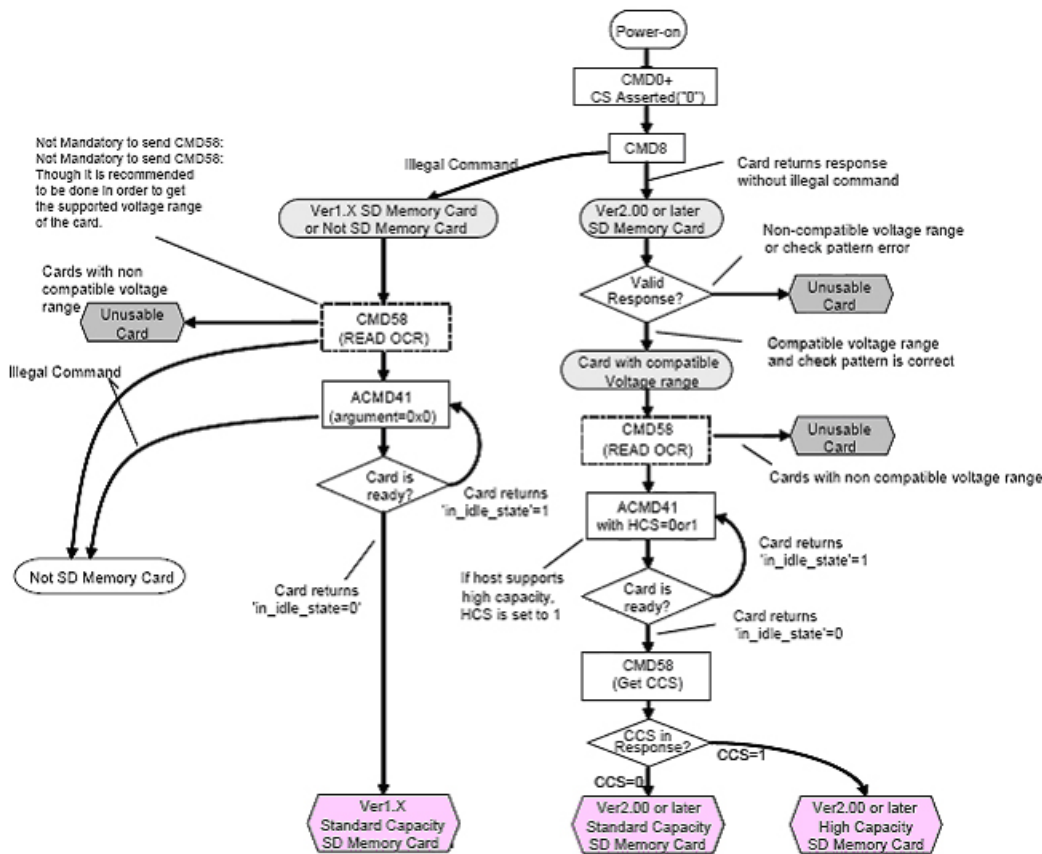 Power-on
CMD0+
CS Asserted("0")
CMD8
Illegal Command
Card returns response
without illegal command
Not Mandatory to send CMD58:
Not Mandatory to send CMD58:
Though it is recommended
to be done in order to get
the supported voltage range
of the card.
Ver1.X SD Memory Card
or Not SD Memory Card
Ver2.00 or later
SD Memory Card
Non-compatible voltage range
or check pattern error
Cards with non
compatible voltage
range
Unusable
Card
CMD58
(READ OCR)
Valid
Response?
Unusable
Card
Compatible voltage range
and check pattern is correct
Illegal Command
ACMD41
(argument=0x0)
Card with compatible
Voltage range
CMD58
(READ OCR)
Unusable
Card
Cards with non compatible voltage range
Card is
ready?
Card returns
'in_idle_state'=1
ACMD41
with HCS=0or1
Card returns
'in_idle_state'=1
Not SD Memory Card
Card returns
'in_idle_state=0'
If host supports
high capacity,
HCS is set to 1
Card is
ready?
Card returns
'in_idle_state'=0
CMD58
(Get CCS)
CCS in
Response?
CCS=1
CCS=0
Ver1.X
Standard Capacity
SD Memory Card
Ver2.00 or later
Standard Capacity
SD Memory Card
Ver2.00 or later
High Capacity
SD Memory Card